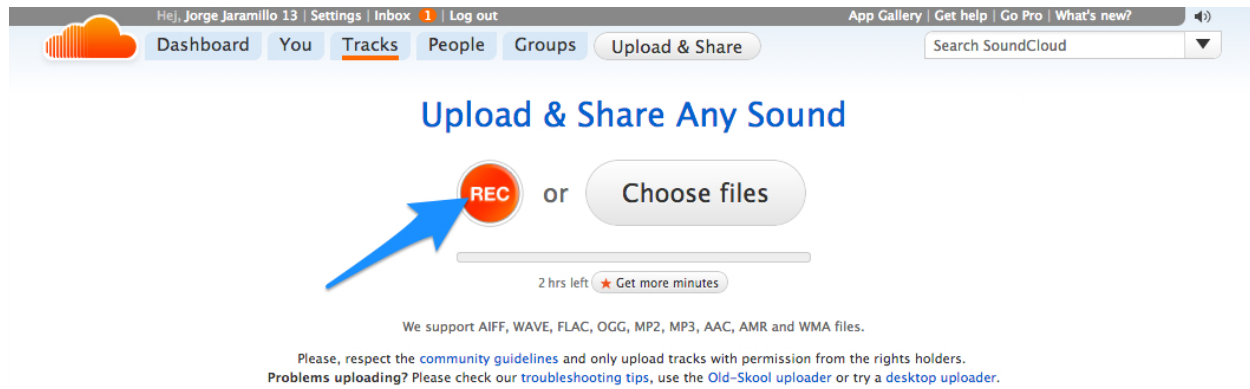 Hej, Jorge Jaramillo 13 | Settings | Inbox 1 | Log out App Gallery | Get help | Go Pro | What's new?
Dashboard You Tracks People Groups Upload & Share Search SoundCloud
Upload & Share Any Sound
REC or Choose files
2 hrs left ★ Get more minutes
We support AIFF, WAVE, FLAC, OGG, MP2, MP3, AAC, AMR and WMA files.
Please, respect the community guidelines and only upload tracks with permission from the rights holders.
Problems uploading? Please check our troubleshooting tips, use the Old-Skool uploader or try a desktop uploader.